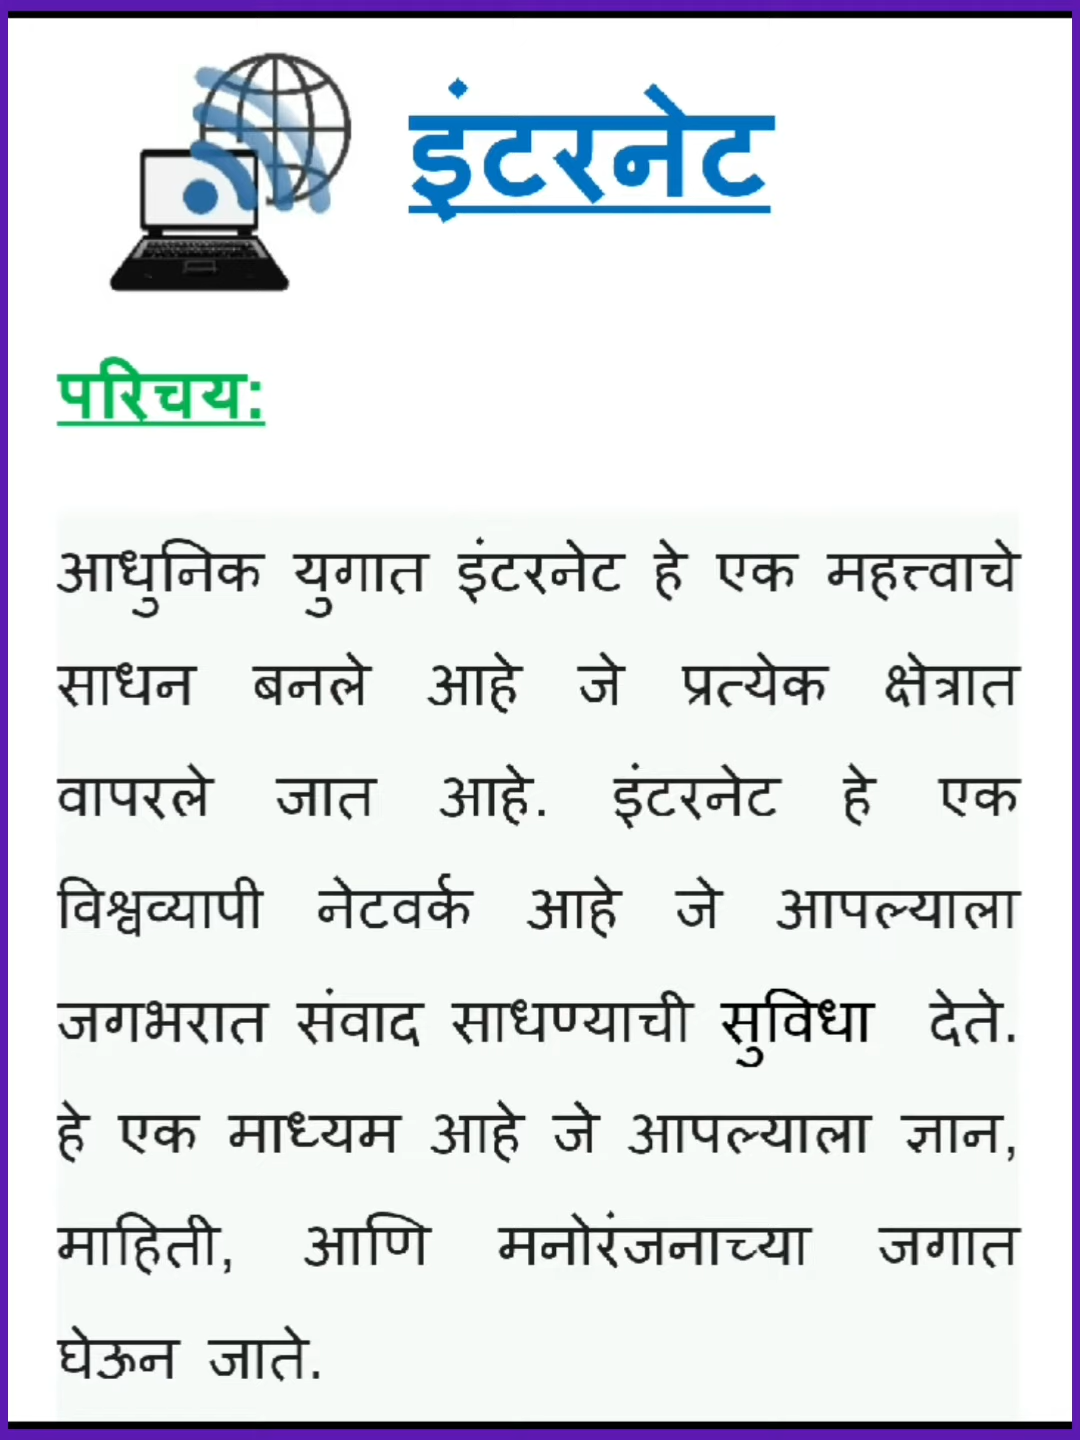 इंटरनेट
परिचय:
आधुनिक युगात इंटरनेट हे एक महत्त्वाचे
साधन बनले आहे जे प्रत्येक क्षेत्रात
वापरले जात आहे. इंटरनेट हे एक
विश्वव्यापी नेटवर्क आहे जे आपल्याला
जगभरात संवाद साधण्याची सुविधा देते.
हे एक माध्यम आहे जे आपल्याला ज्ञान,
माहिती, आणि मनोरंजनाच्या जगात
घेऊन जाते.